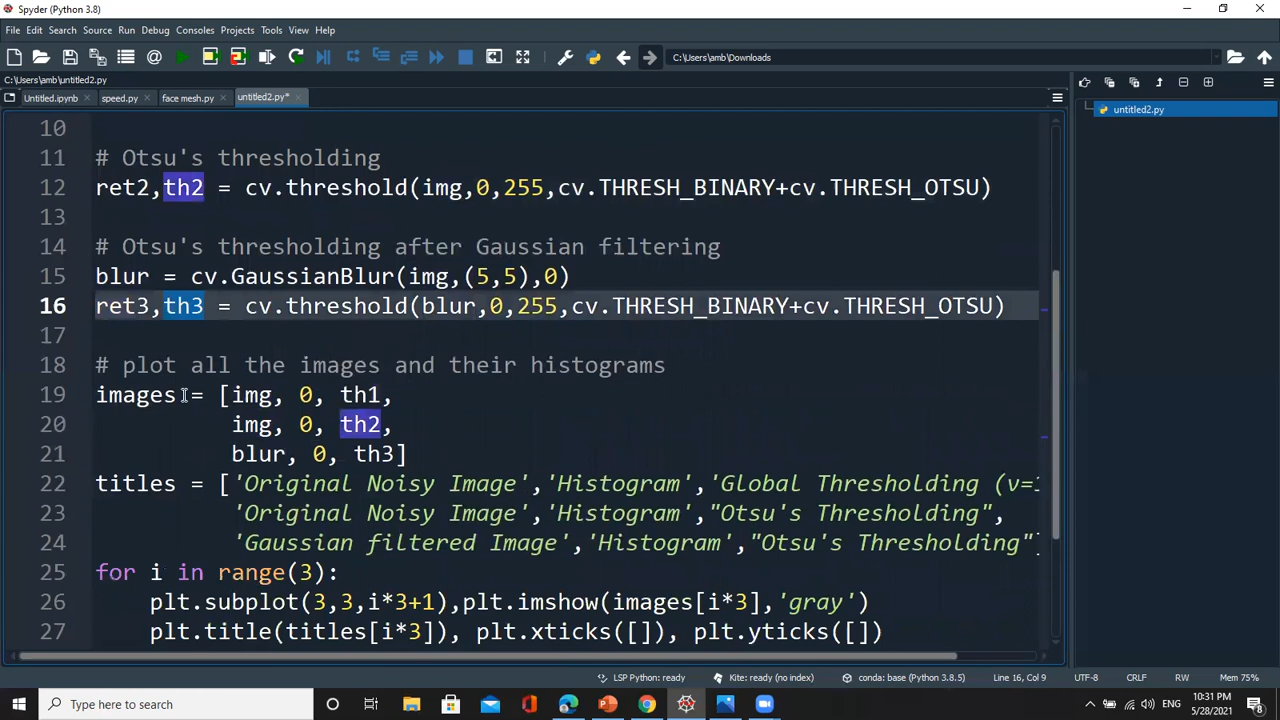 Spyder (Python 3.8)
File Edit Search Source Run Debug Consoles Projects Tools View Help
C:\Users\amb\Downloads
C:\Users\amb\untitled2.py
Untitled.ipynb speed.py face mesh.py untitled2.py*
untitled2.py
10
11 # Otsu's thresholding
12 ret2,th2 = cv.threshold(img,0,255,cv.THRESH_BINARY+cv.THRESH_OTSU)
13
14 # Otsu's thresholding after Gaussian filtering
15 blur = cv.GaussianBlur(img,(5,5),0)
16 ret3,th3 = cv.threshold(blur,0,255,cv.THRESH_BINARY+cv.THRESH_OTSU)
17
18 # plot all the images and their histograms
19 images = [img, 0, th1,
20 img, 0, th2,
21 blur, 0, th3]
22 titles = ['Original Noisy Image','Histogram','Global Thresholding (v=
23 'Original Noisy Image','Histogram',"Otsu's Thresholding",
24 'Gaussian filtered Image','Histogram',"Otsu's Thresholding"]
25 for i in range(3):
26 plt.subplot(3,3,i*3+1),plt.imshow(images[i*3],'gray')
27 plt.title(titles[i*3]), plt.xticks([]), plt.yticks([])
LSP Python: ready Kite: ready (no index) conda: base (Python 3.8.5) Line 16, Col 9 UTF-8 CRLF RW Mem 75%
Type here to search
ENG
10:31 PM
5/28/2021
8